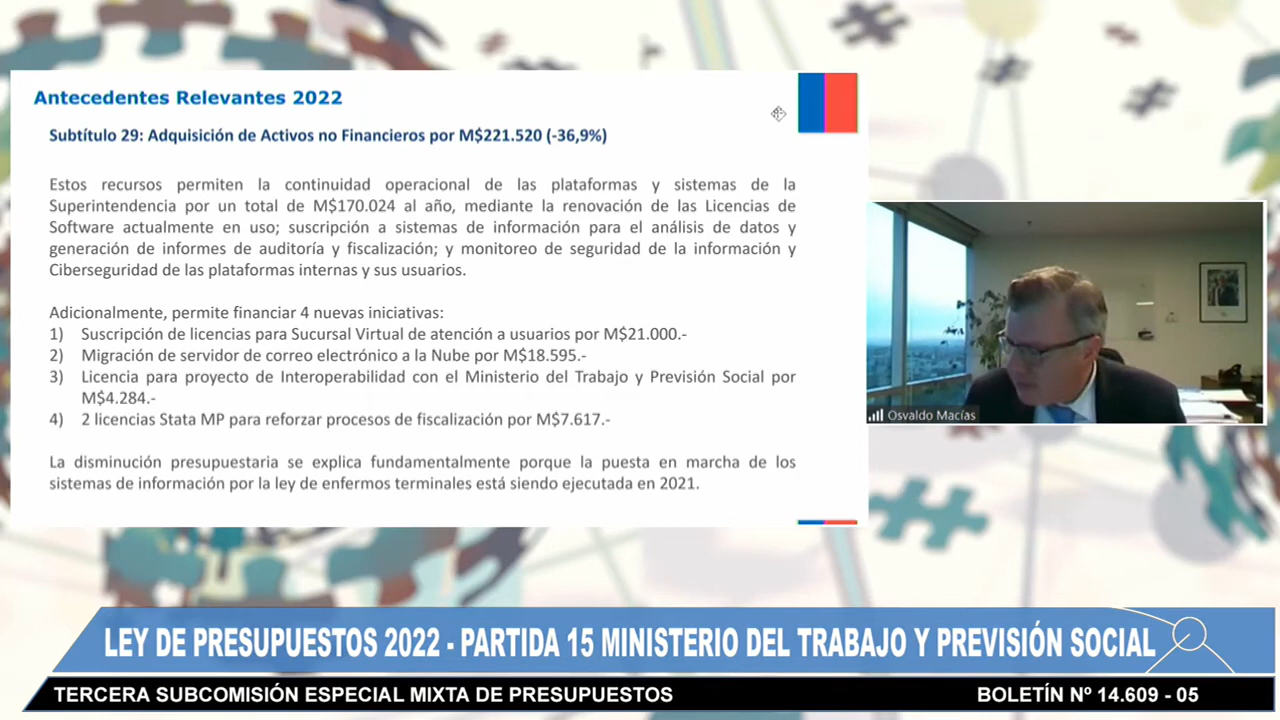 Antecedentes Relevantes 2022
Subtítulo 29: Adquisición de Activos no Financieros por M$221.520 (-36,9%)
Estos recursos permiten la continuidad operacional de las plataformas y sistemas de la
Superintendencia por un total de M$170.024 al año, mediante la renovación de las Licencias de
Software actualmente en uso; suscripción a sistemas de información para el análisis de datos y
generación de informes de auditoría y fiscalización; y monitoreo de seguridad de la información y
Ciberseguridad de las plataformas internas y sus usuarios.
Adicionalmente, permite financiar 4 nuevas iniciativas:
1) Suscripción de licencias para Sucursal Virtual de atención a usuarios por M$21.000.-
2) Migración de servidor de correo electrónico a la Nube por M$18.595.-
3) Licencia para proyecto de Interoperabilidad con el Ministerio del Trabajo y Previsión Social por
M$4.284.-
4) 2 licencias Stata MP para reforzar procesos de fiscalización por M$7.617.-
La disminución presupuestaria se explica fundamentalmente porque la puesta en marcha de los
sistemas de información por la ley de enfermos terminales está siendo ejecutada en 2021.
Osvaldo Macías
LEY DE PRESUPUESTOS 2022 - PARTIDA 15 MINISTERIO DEL TRABAJO Y PREVISIÓN SOCIAL
TERCERA SUBCOMISIÓN ESPECIAL MIXTA DE PRESUPUESTOS
BOLETÍN Nº 14.609 - 05